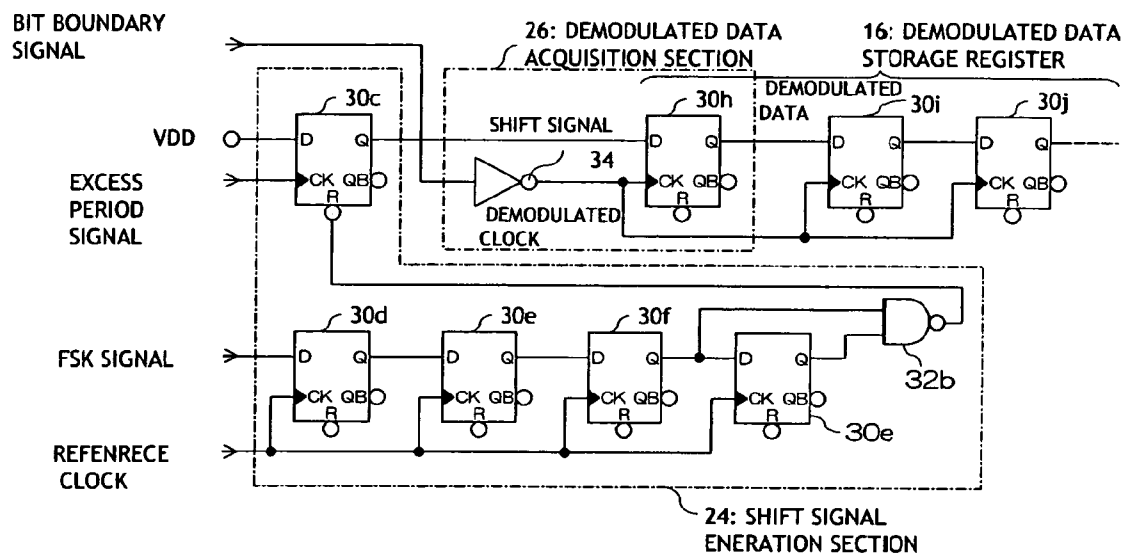 BIT BOUNDARY
SIGNAL
26: DEMODULATED DATA
ACQUISITION SECTION
16: DEMODULATED DATA
STORAGE REGISTER
30c
30h
DEMODULATED
DATA
30i
30j
VDD
D Q
SHIFT SIGNAL
D Q
D Q
D Q
34
EXCESS
PERIOD
SIGNAL
CK QB
R
CK QB
R
CK QB
R
CK QB
R
DEMODULATED
CLOCK
30d
30e
30f
32b
FSK SIGNAL
D Q
D Q
D Q
D Q
CK QB
R
CK QB
R
CK QB
R
CK QB
R
30e
REFENRECE
CLOCK
24: SHIFT SIGNAL
ENERATION SECTION